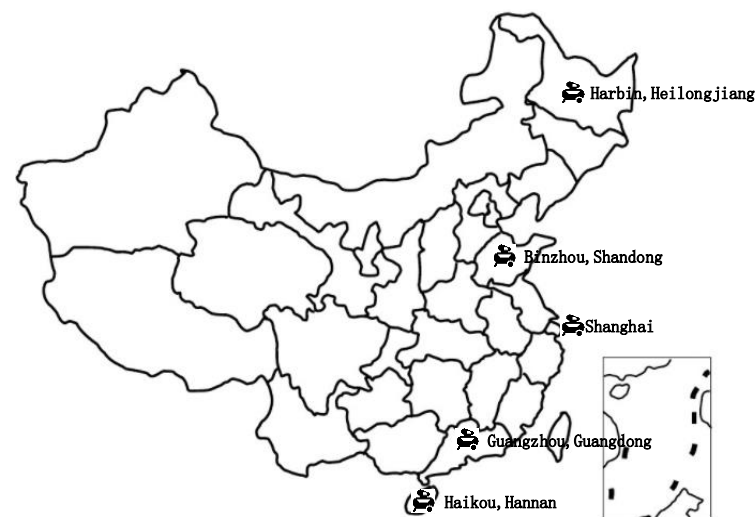 Harbin, Heilongjiang
Binzhou, Shandong
Shanghai
Guangzhou, Guangdong
Haikou, Hannan